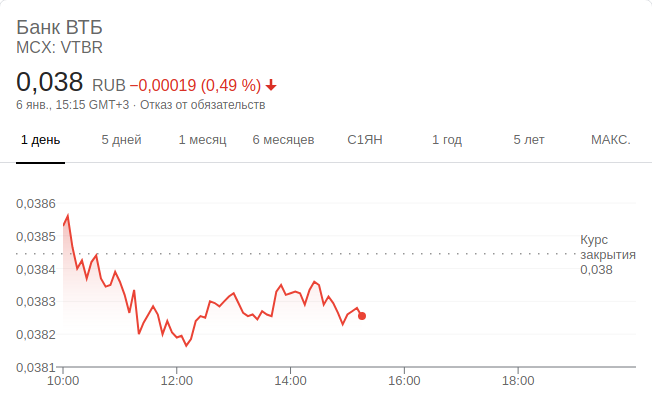 Банк ВТБ
MCX: VTBR
0,038 RUB −0,00019 (0,49 %)
6 янв., 15:15 GMT+3 · Отказ от обязательств
1 день 5 дней 1 месяц 6 месяцев С1ЯН 1 год 5 лет МАКС.
0,0386
0,0385
0,0384
0,0383
0,0382
0,0381
Курс
закрытия
0,038
10:00 12:00 14:00 16:00 18:00